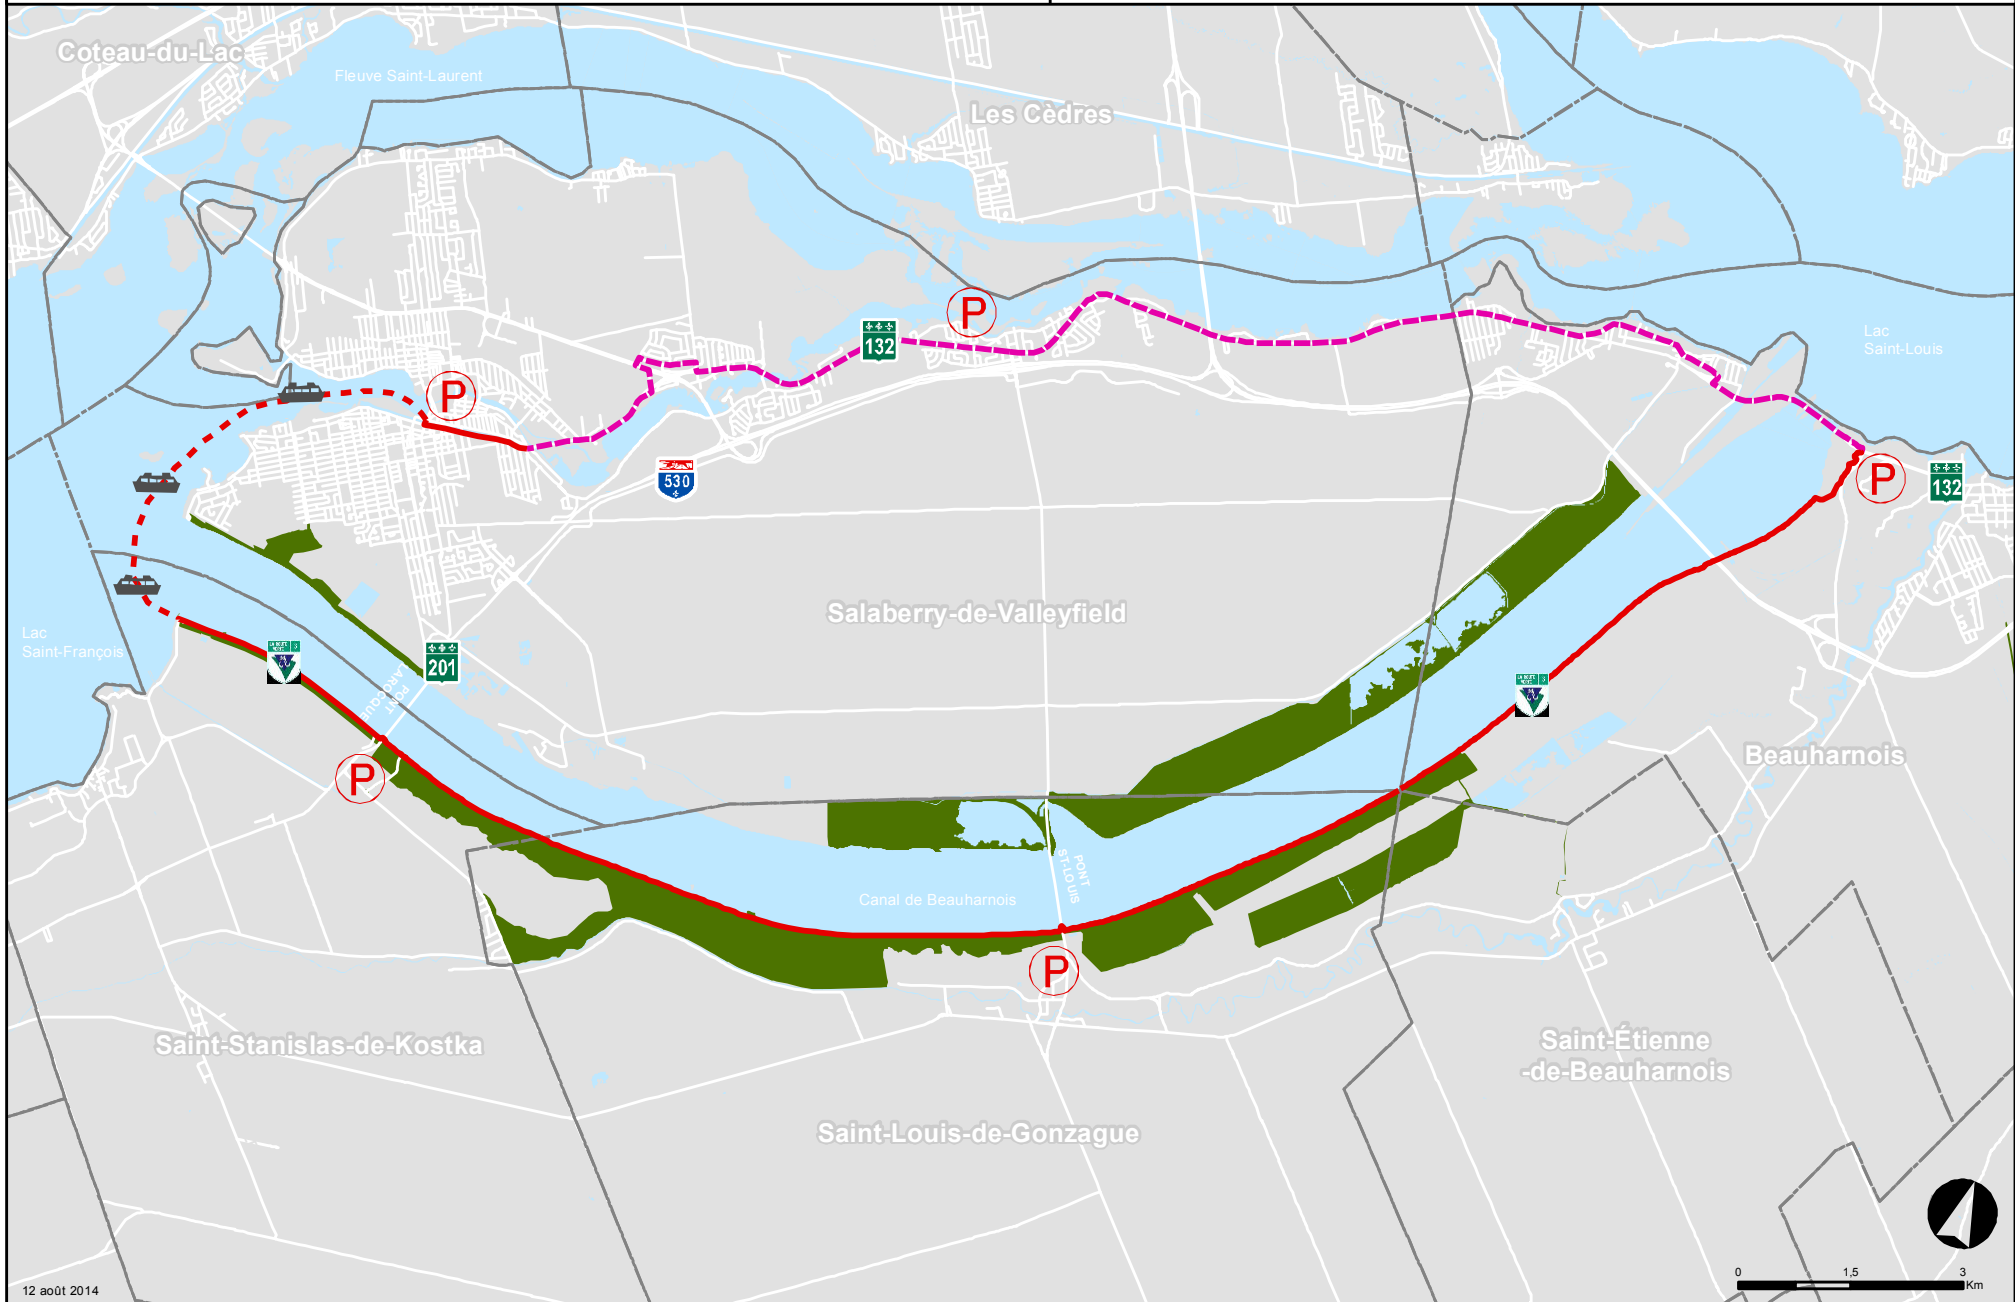 Coteau-du-Lac
Fleuve Saint-Laurent
Les Cèdres
P
132
Lac
Saint-Louis
P
P
132
530
Salaberry-de-Valleyfield
Lac
Saint-François
201
PONT
LAROCQUE
P
Beauharnois
PONT
ST-LOUIS
Canal de Beauharnois
P
Saint-Stanislas-de-Kostka
Saint-Étienne
-de-Beauharnois
Saint-Louis-de-Gonzague
12 août 2014
0 1,5 3
Km